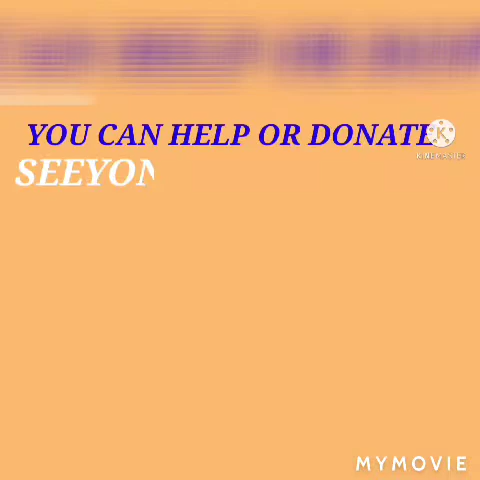 YOU CAN HELP OR DONATE
KINEMASTER
SEEYON
MYMOVIE